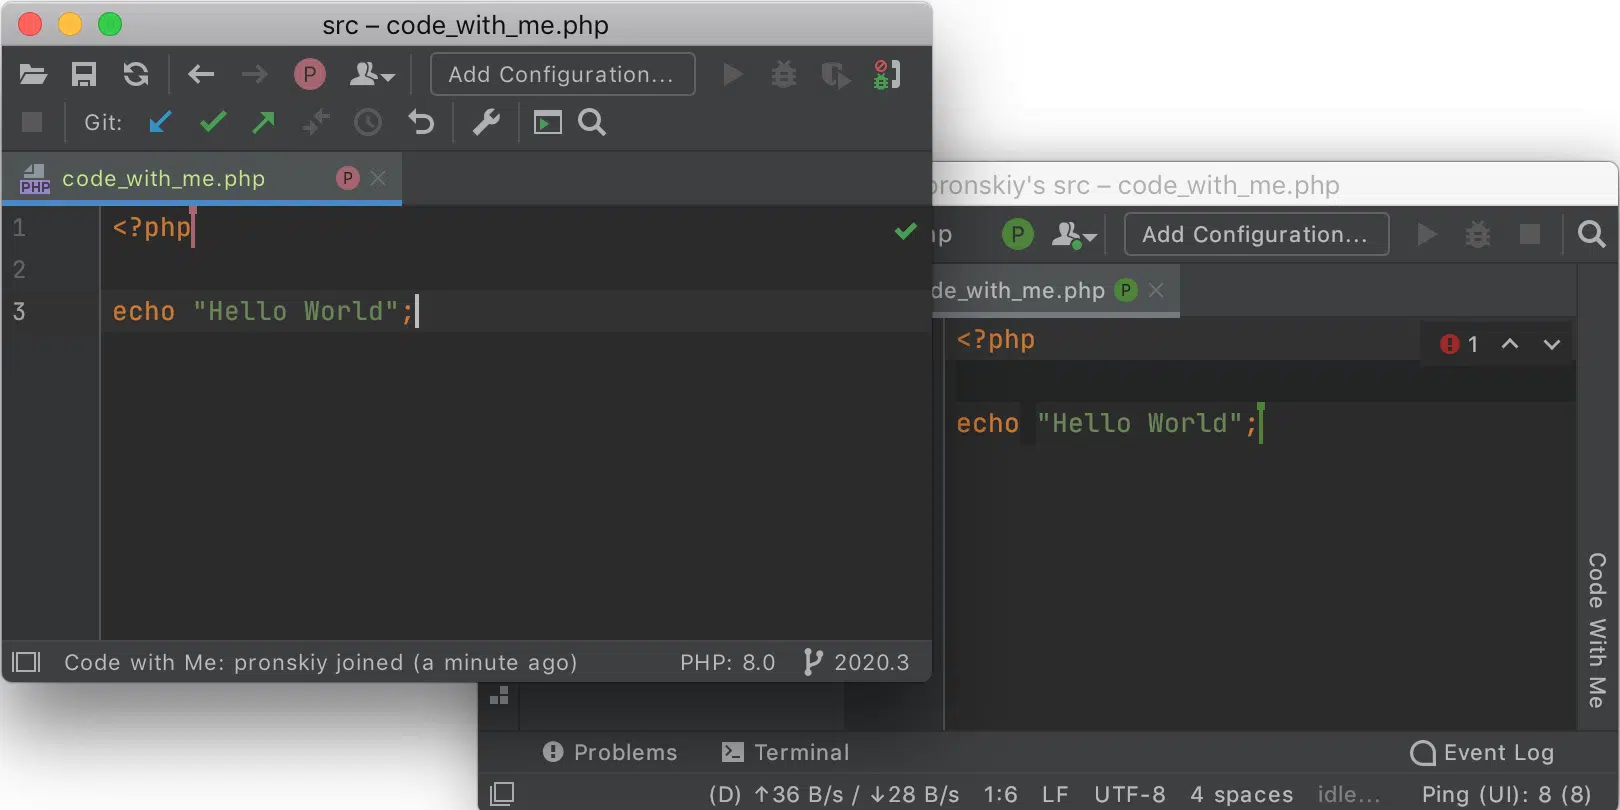 src – code_with_me.php
P
Add Configuration...
Git:
PHP code_with_me.php P
1 <?php
2
3 echo "Hello World";
Code with Me: pronskiy joined (a minute ago) PHP: 8.0 2020.3
pronskiy's src – code_with_me.php
hp P Add Configuration...
de_with_me.php P
<?php
1
echo "Hello World";
Code With Me
Problems Terminal Event Log
(D) ↑36 B/s / ↓28 B/s 1:6 LF UTF-8 4 spaces idle... Ping (UI): 8 (8)